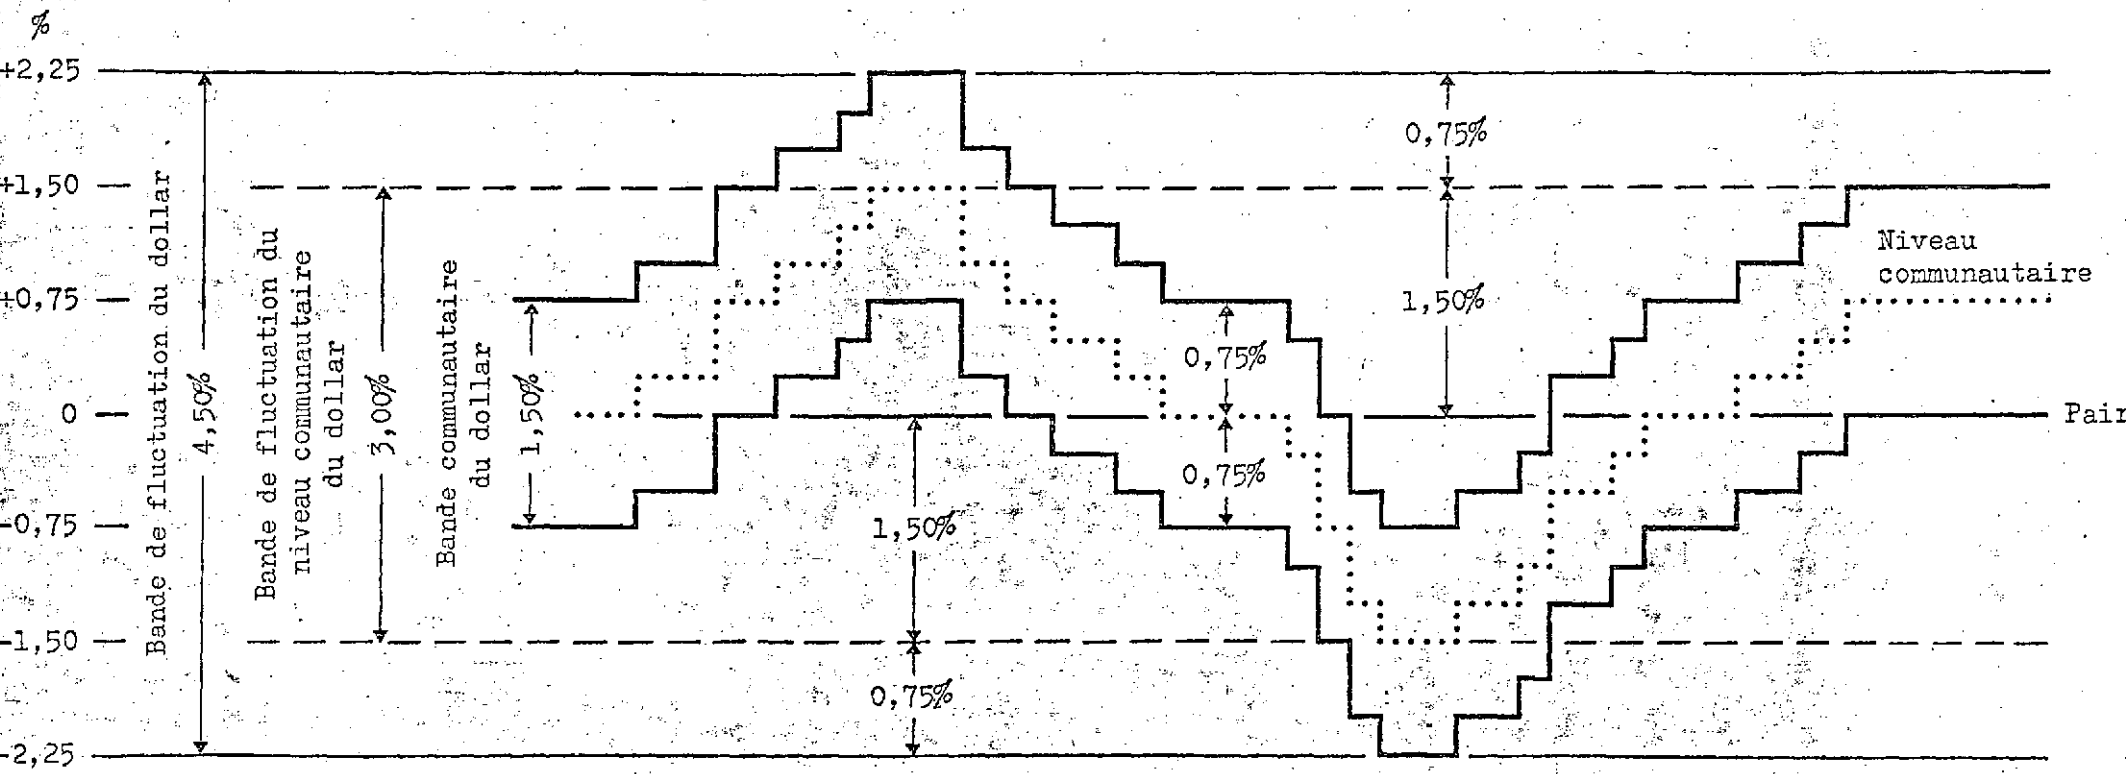 %
+2,25
+1,50
+0,75
0
-0,75
-1,50
-2,25
Bande de fluctuation du dollar
4,50%
Bande de fluctuation du
niveau communautaire
du dollar
3,00%
Bande communautaire
du dollar
1,50%
1,50%
0,75%
0,75%
0,75%
0,75%
1,50%
Niveau
communautaire
Pair